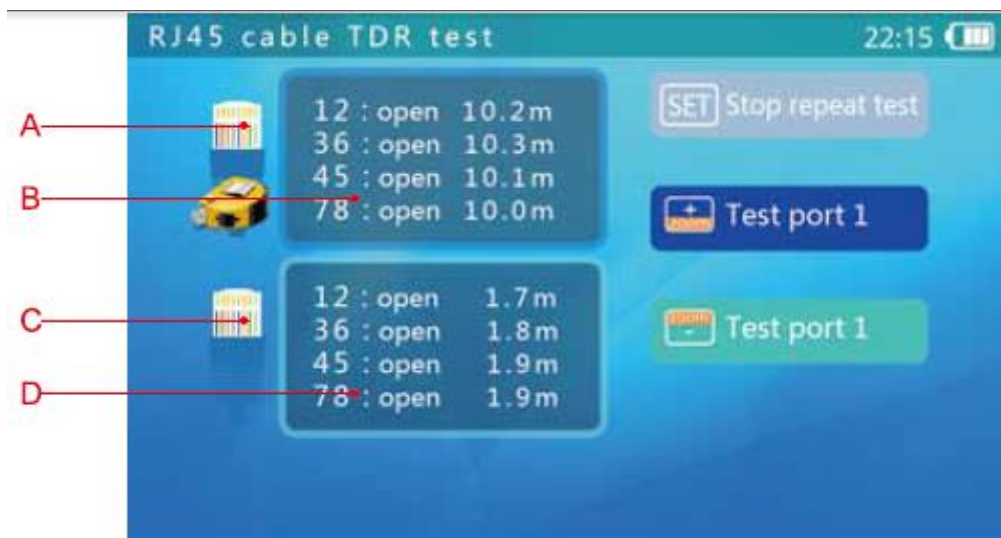 RJ45 cable TDR test 22:15
A
B
12 : open 10.2m
36 : open 10.3m
45 : open 10.1m
78 : open 10.0m
SET Stop repeat test
+ zoom Test port 1
C
D
12 : open 1.7m
36 : open 1.8m
45 : open 1.9m
78 : open 1.9m
zoom - Test port 1